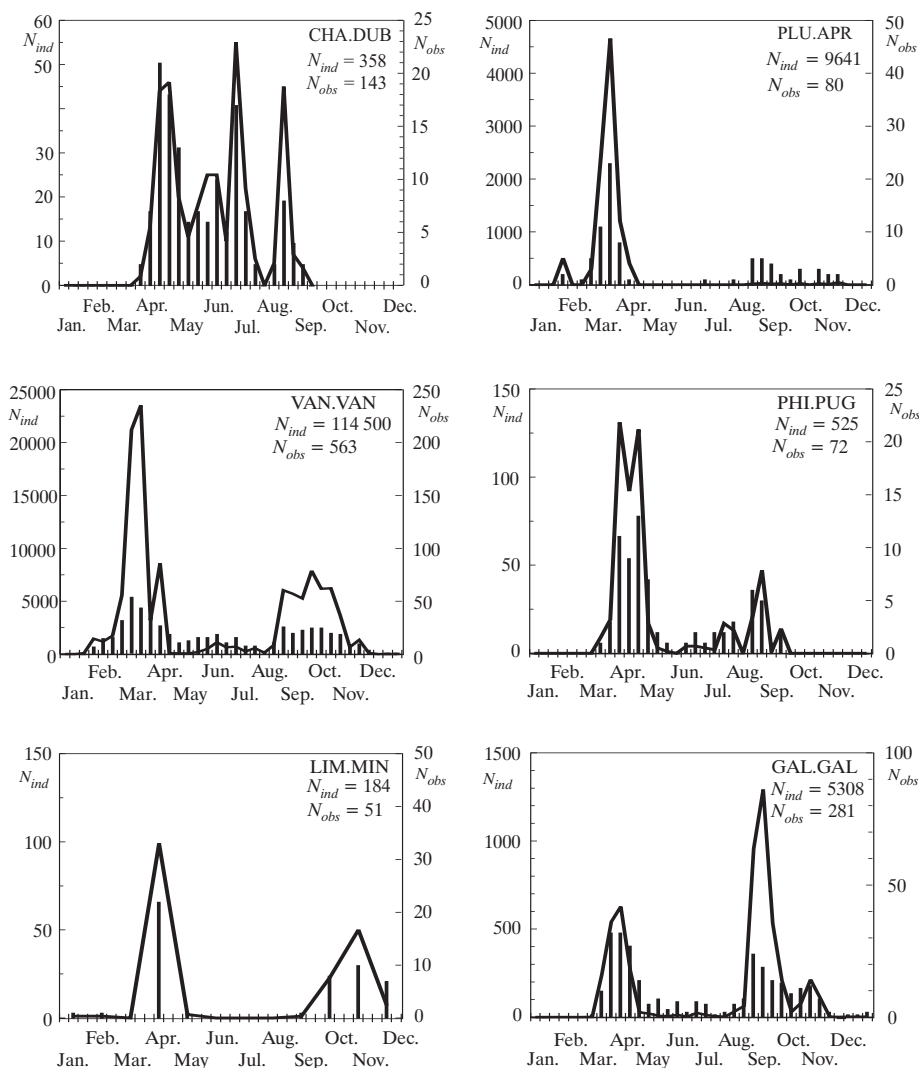 60 CHA.DUB 25
N_ind N_obs
N_ind = 358
50 20
N_obs = 143
40
15
30
10
20
10 5
0 0
Feb. Apr. Jun. Aug. Oct. Dec.
Jan. Mar. May Jul. Sep. Nov.
5000 PLU.APR 50
N_ind N_obs
N_ind = 9641
4000 40
N_obs = 80
3000 30
2000 20
1000 10
0 0
Feb. Apr. Jun. Aug. Oct. Dec.
Jan. Mar. May Jul. Sep. Nov.
25000 VAN.VAN 250
N_ind N_obs
N_ind = 114 500
20000 200
N_obs = 563
15000 150
10000 100
5000 50
0 0
Feb. Apr. Jun. Aug. Oct. Dec.
Jan. Mar. May Jul. Sep. Nov.
150 PHI.PUG 25
N_ind N_obs
N_ind = 525
20
N_obs = 72
100
15
10
50
5
0 0
Feb. Apr. Jun. Aug. Oct. Dec.
Jan. Mar. May Jul. Sep. Nov.
150 LIM.MIN 50
N_ind N_obs
N_ind = 184
40
N_obs = 51
100
30
20
50
10
0 0
Feb. Apr. Jun. Aug. Oct. Dec.
Jan. Mar. May Jul. Sep. Nov.
1500 GAL.GAL 100
N_ind N_obs
N_ind = 5308
N_obs = 281
1000
50
500
0 0
Feb. Apr. Jun. Aug. Oct. Dec.
Jan. Mar. May Jul. Sep. Nov.